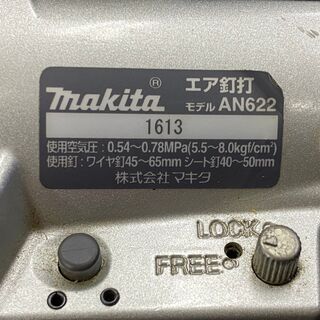 makita®
エア釘打
モデル AN622
1613
使用空気圧：0.54～0.78MPa(5.5～8.0kgf/cm²)
使用釘：ワイヤ釘45～65mm シート釘40～50mm
株式会社マキタ
LOCK
FREE